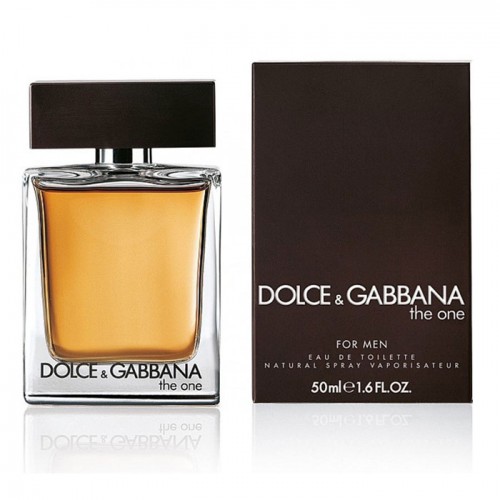 DOLCE & GABBANA
the one
DOLCE & GABBANA
the one
FOR MEN
EAU DE TOILETTE
NATURAL SPRAY VAPORISATEUR
50ml℮1.6 FL.OZ.